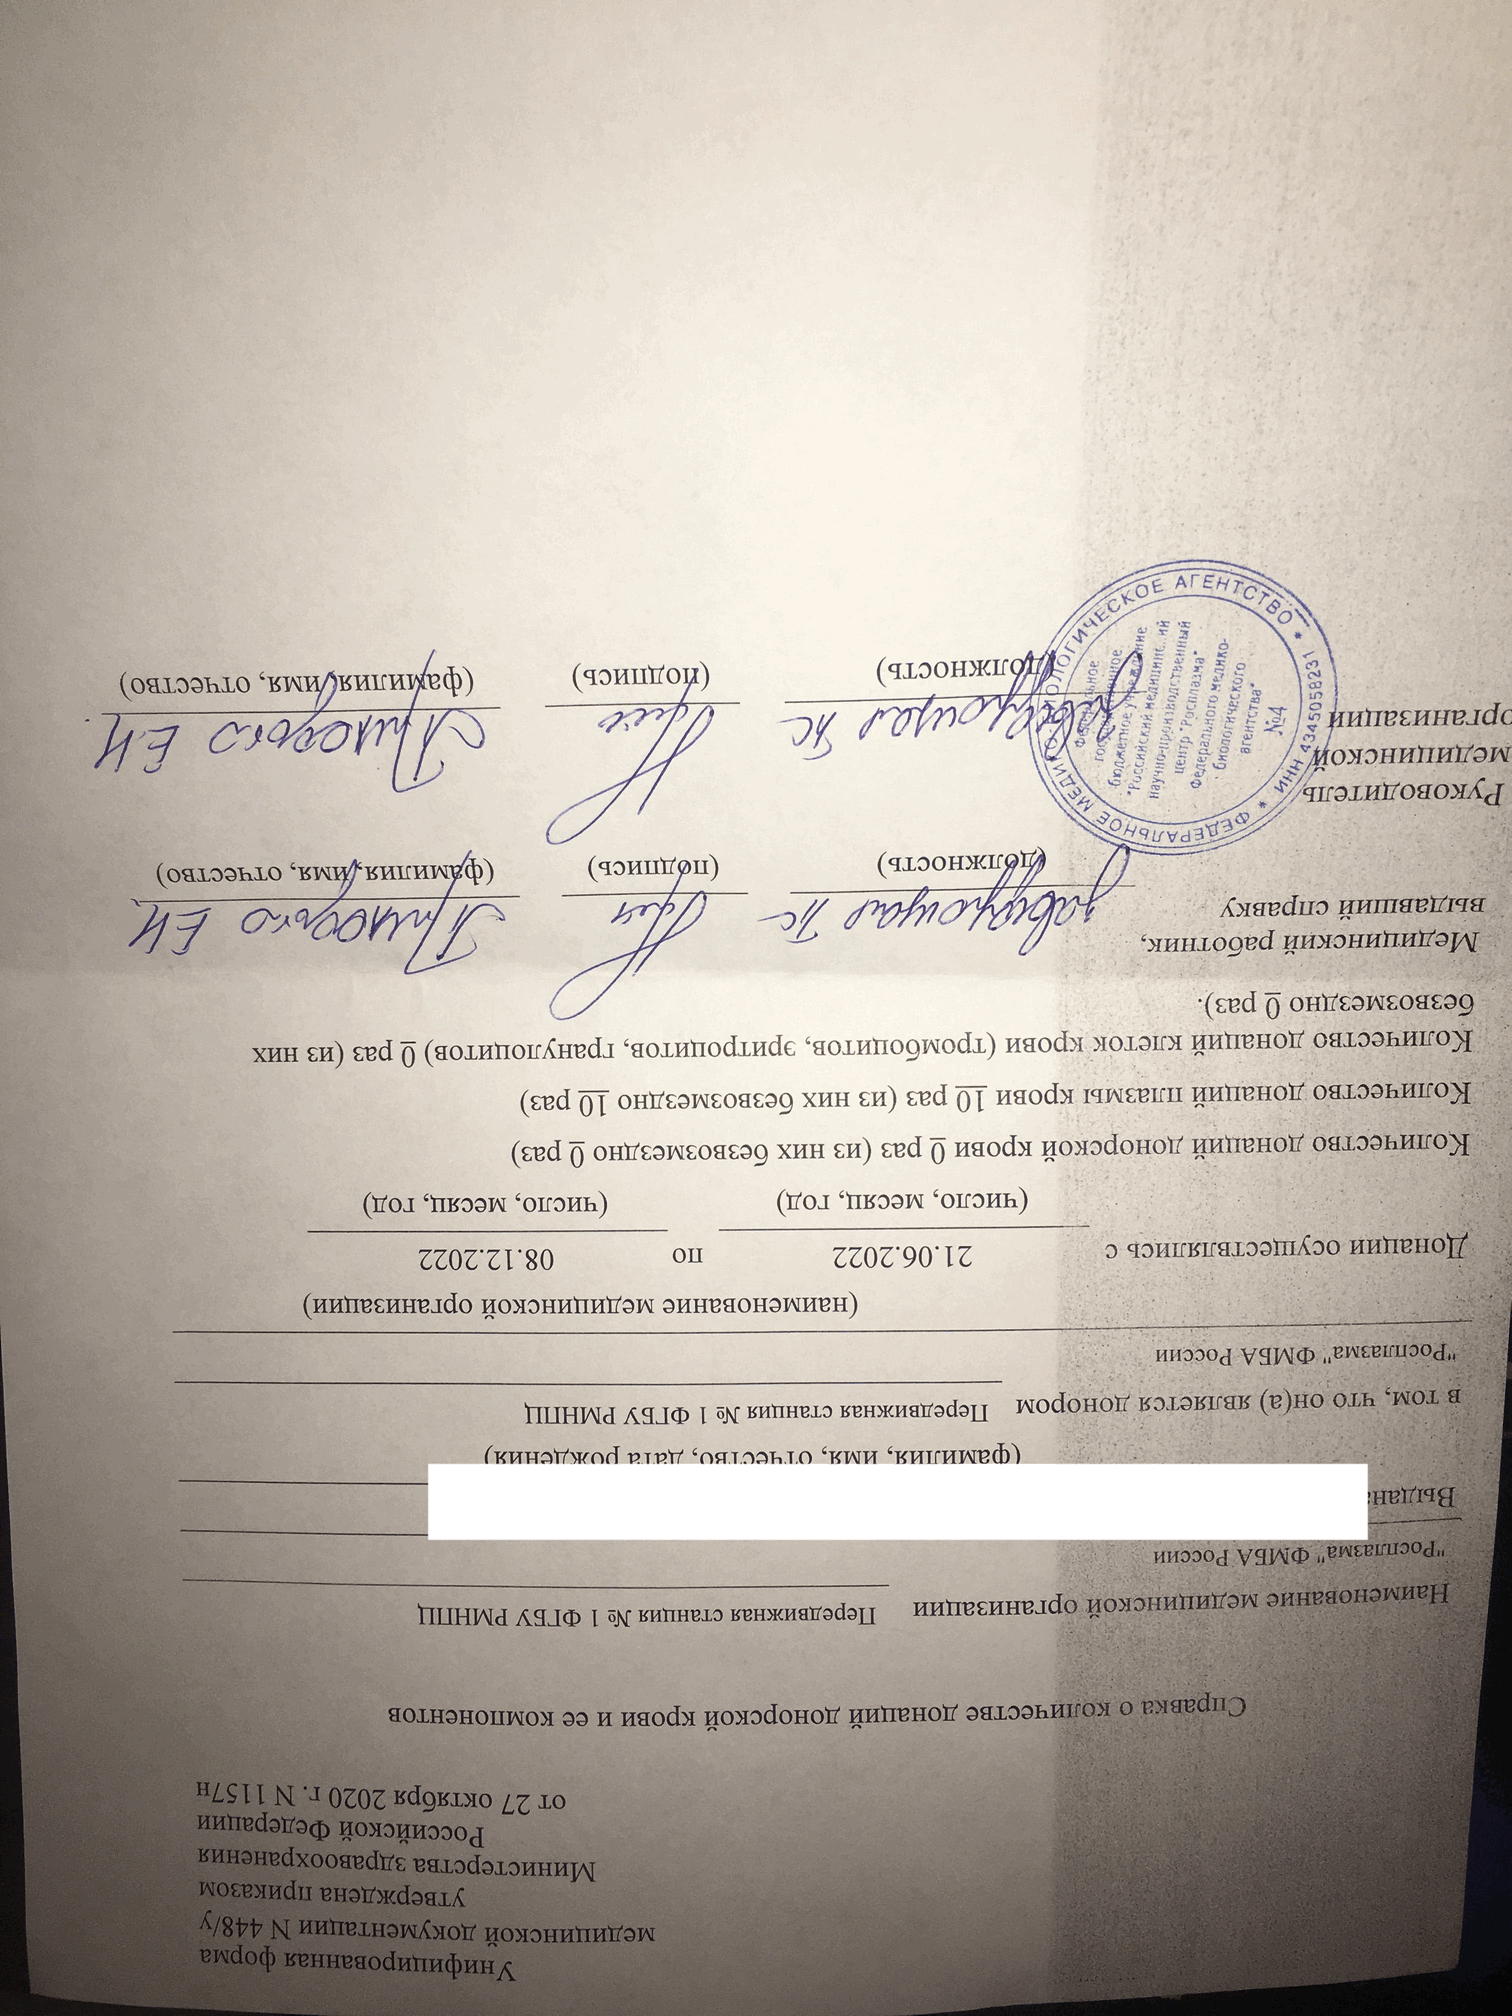 Унифицированная форма
медицинской документации N 448/у
утверждена приказом
Министерства здравоохранения
Российской Федерации
от 27 октября 2020 г. N 1157н
Справка о количестве донаций донорской крови и ее компонентов
Наименование медицинской организации Передвижная станция № 1 ФГБУ РМНПЦ
"Росплазма" ФМБА России
Выдана
(фамилия, имя, отчество, дата рождения)
в том, что он(а) является донором Передвижная станция № 1 ФГБУ РМНПЦ
"Росплазма" ФМБА России
(наименование медицинской организации)
Донации осуществлялись с 21.06.2022 по 08.12.2022
(число, месяц, год) (число, месяц, год)
Количество донаций донорской крови 0 раз (из них безвозмездно 0 раз)
Количество донаций плазмы крови 10 раз (из них безвозмездно 10 раз)
Количество донаций клеток крови (тромбоцитов, эритроцитов, гранулоцитов) 0 раз (из них
безвозмездно 0 раз).
Медицинский работник,
выдавший справку заведующая ПС Е.И.
(должность) (подпись) (фамилия, имя, отчество)
Руководитель
медицинской
организации заведующая ПС Е.И.
(должность) (подпись) (фамилия, имя, отчество)
ФЕДЕРАЛЬНОЕ МЕДИКО-БИОЛОГИЧЕСКОЕ АГЕНТСТВО * ИНН 4345058231 *
Федеральное
государственное
бюджетное учреждение
"Российский медицинский
научно-производственный
центр "Росплазма"
Федерального медико-
биологического
агентства"
№4